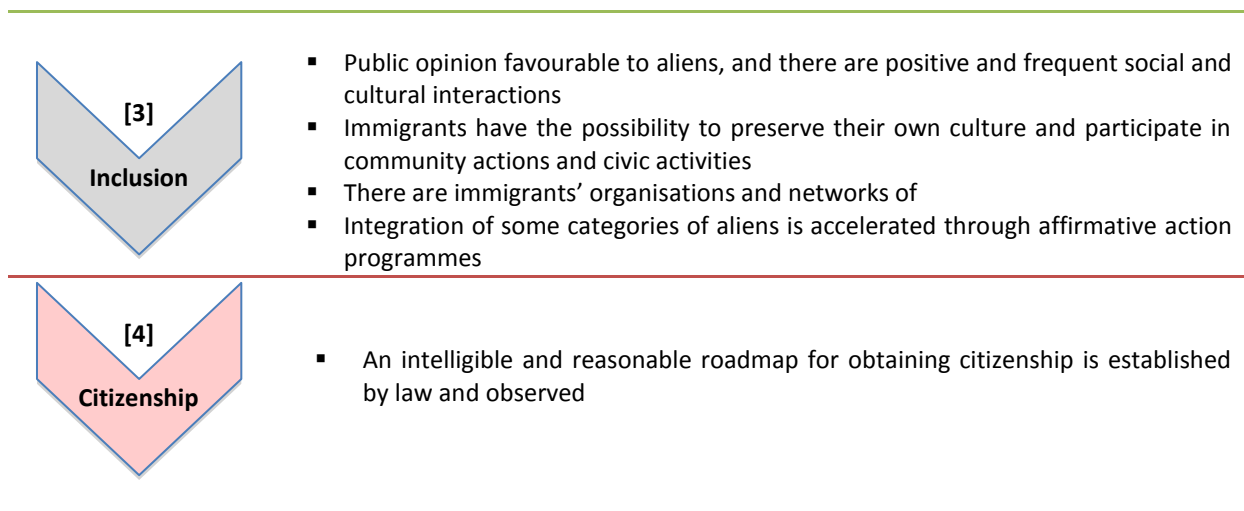 [3]
Inclusion
▪ Public opinion favourable to aliens, and there are positive and frequent social and
cultural interactions
▪ Immigrants have the possibility to preserve their own culture and participate in
community actions and civic activities
▪ There are immigrants’ organisations and networks of
▪ Integration of some categories of aliens is accelerated through affirmative action
programmes
[4]
Citizenship
▪ An intelligible and reasonable roadmap for obtaining citizenship is established
by law and observed